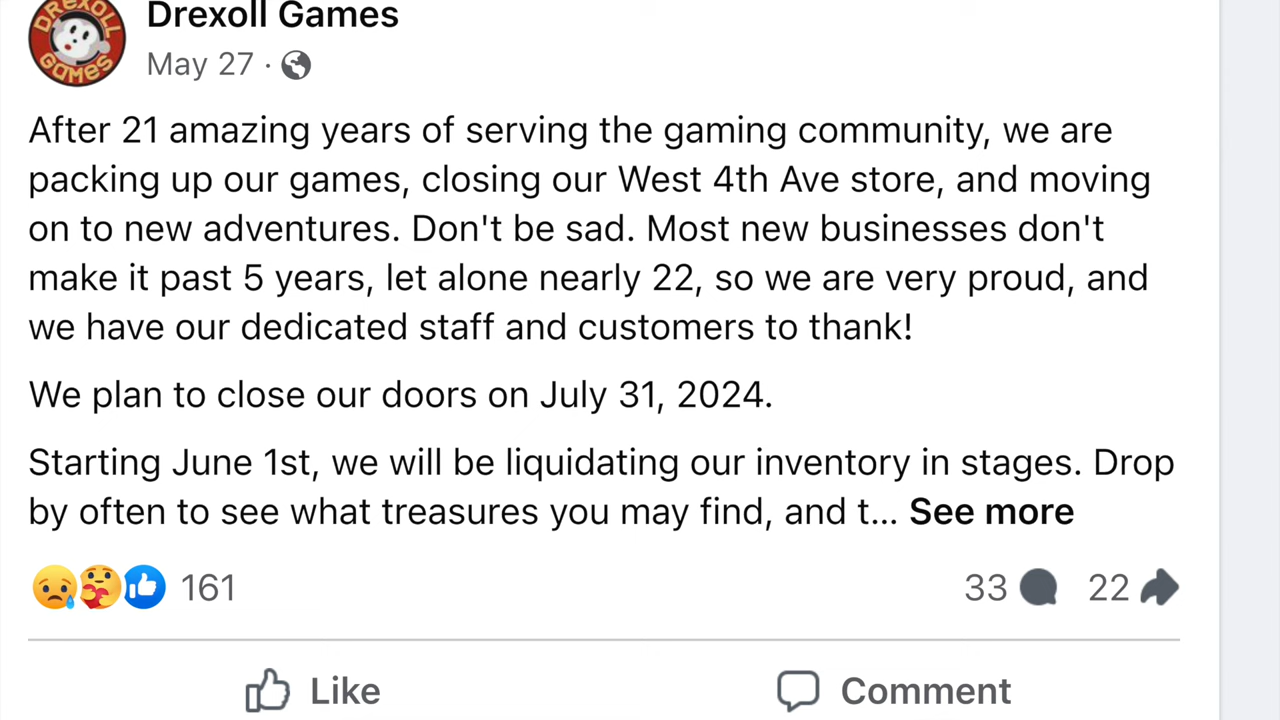 DREXOLL
GAMES
Drexoll Games
May 27 ·
After 21 amazing years of serving the gaming community, we are
packing up our games, closing our West 4th Ave store, and moving
on to new adventures. Don't be sad. Most new businesses don't
make it past 5 years, let alone nearly 22, so we are very proud, and
we have our dedicated staff and customers to thank!
We plan to close our doors on July 31, 2024.
Starting June 1st, we will be liquidating our inventory in stages. Drop
by often to see what treasures you may find, and t... See more
161 33 22
Like Comment